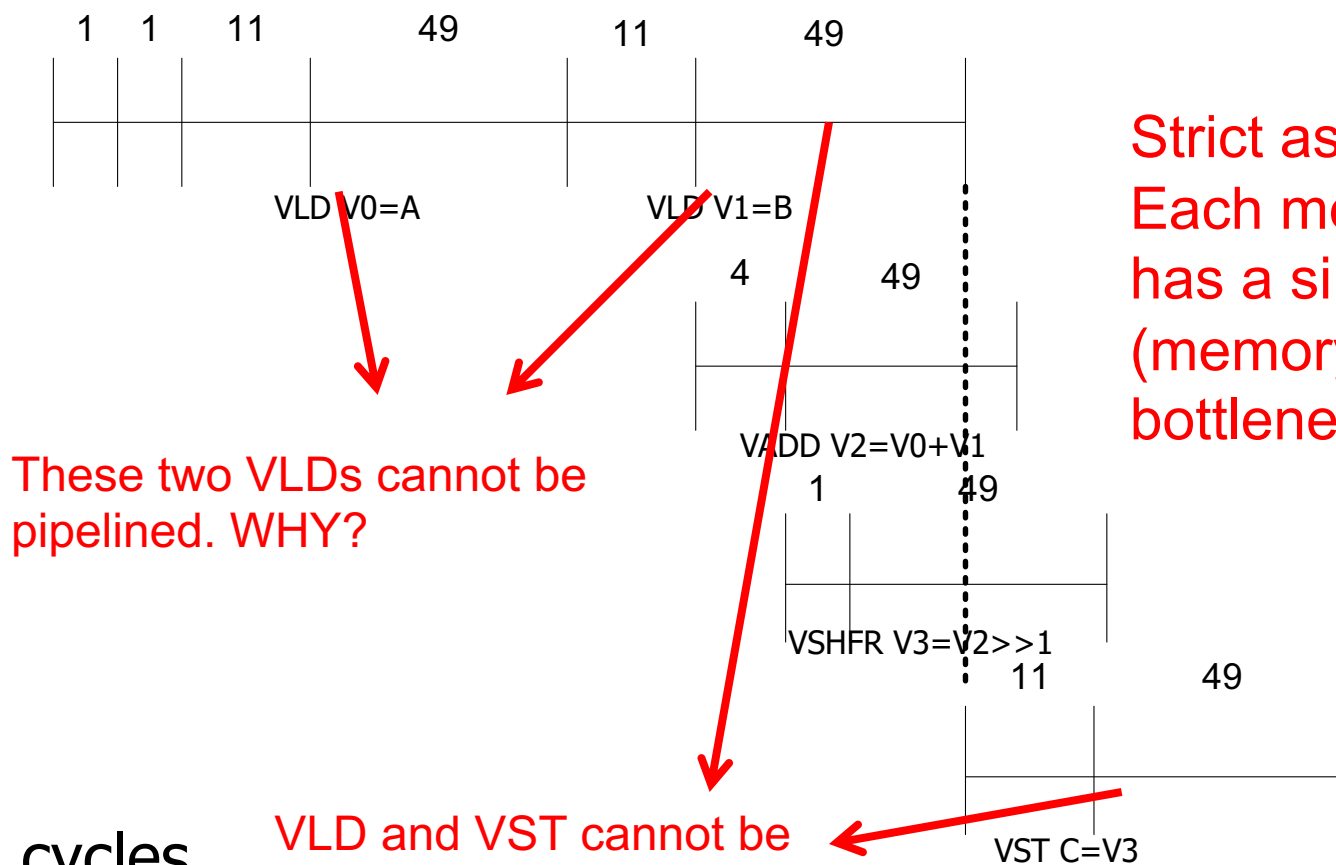 1 1 11 49 11 49
VLD V0=A VLD V1=B
Strict as
Each me
has a si
(memory
bottlene
4 49
VADD V2=V0+V1
These two VLDs cannot be
pipelined. WHY?
1 49
VSHFR V3=V2>>1
11 49
VLD and VST cannot be
VST C=V3
cycles